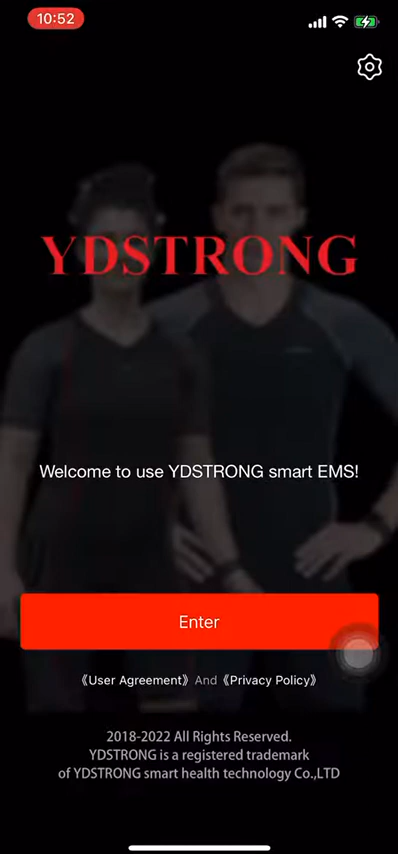 10:52
YDSTRONG
Welcome to use YDSTRONG smart EMS!
Enter
《User Agreement》And《Privacy Policy》
2018-2022 All Rights Reserved.
YDSTRONG is a registered trademark
of YDSTRONG smart health technology Co.,LTD